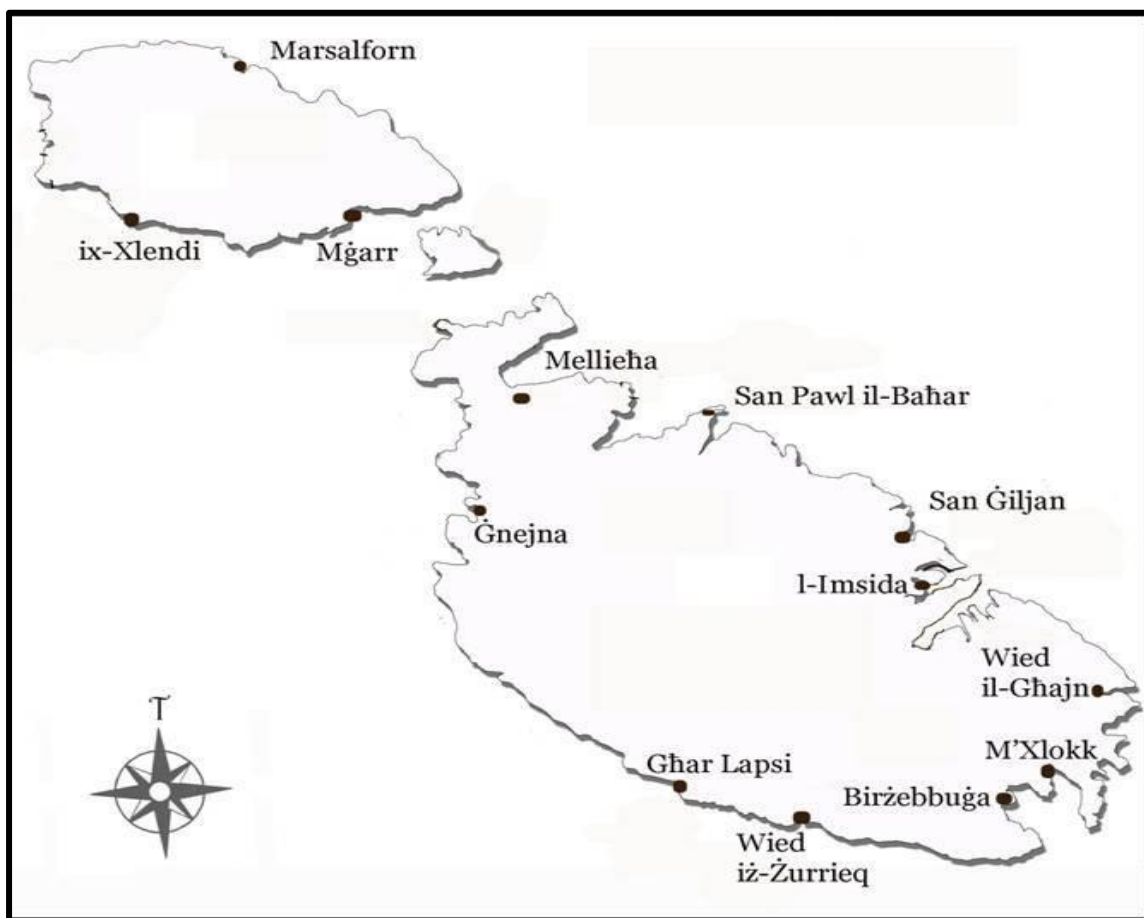 Marsalforn
ix-Xlendi
Mġarr
Mellieħa
San Pawl il-Baħar
San Ġiljan
Ġnejna
l-Imsida
Wied
il-Għajn
T
Għar Lapsi
M'Xlokk
Birżebbuġa
Wied
iż-Żurrieq